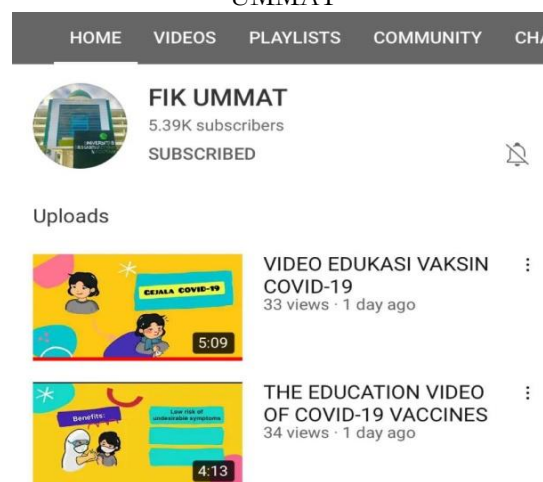 UMMAT
HOME VIDEOS PLAYLISTS COMMUNITY CHA
FIK UMMAT
5.39K subscribers
SUBSCRIBED
Uploads
GEJALA COVID-19
5:09
VIDEO EDUKASI VAKSIN
COVID-19
33 views · 1 day ago
Benefits:
Low risk of
undesirable symptoms
4:13
THE EDUCATION VIDEO
OF COVID-19 VACCINES
34 views · 1 day ago